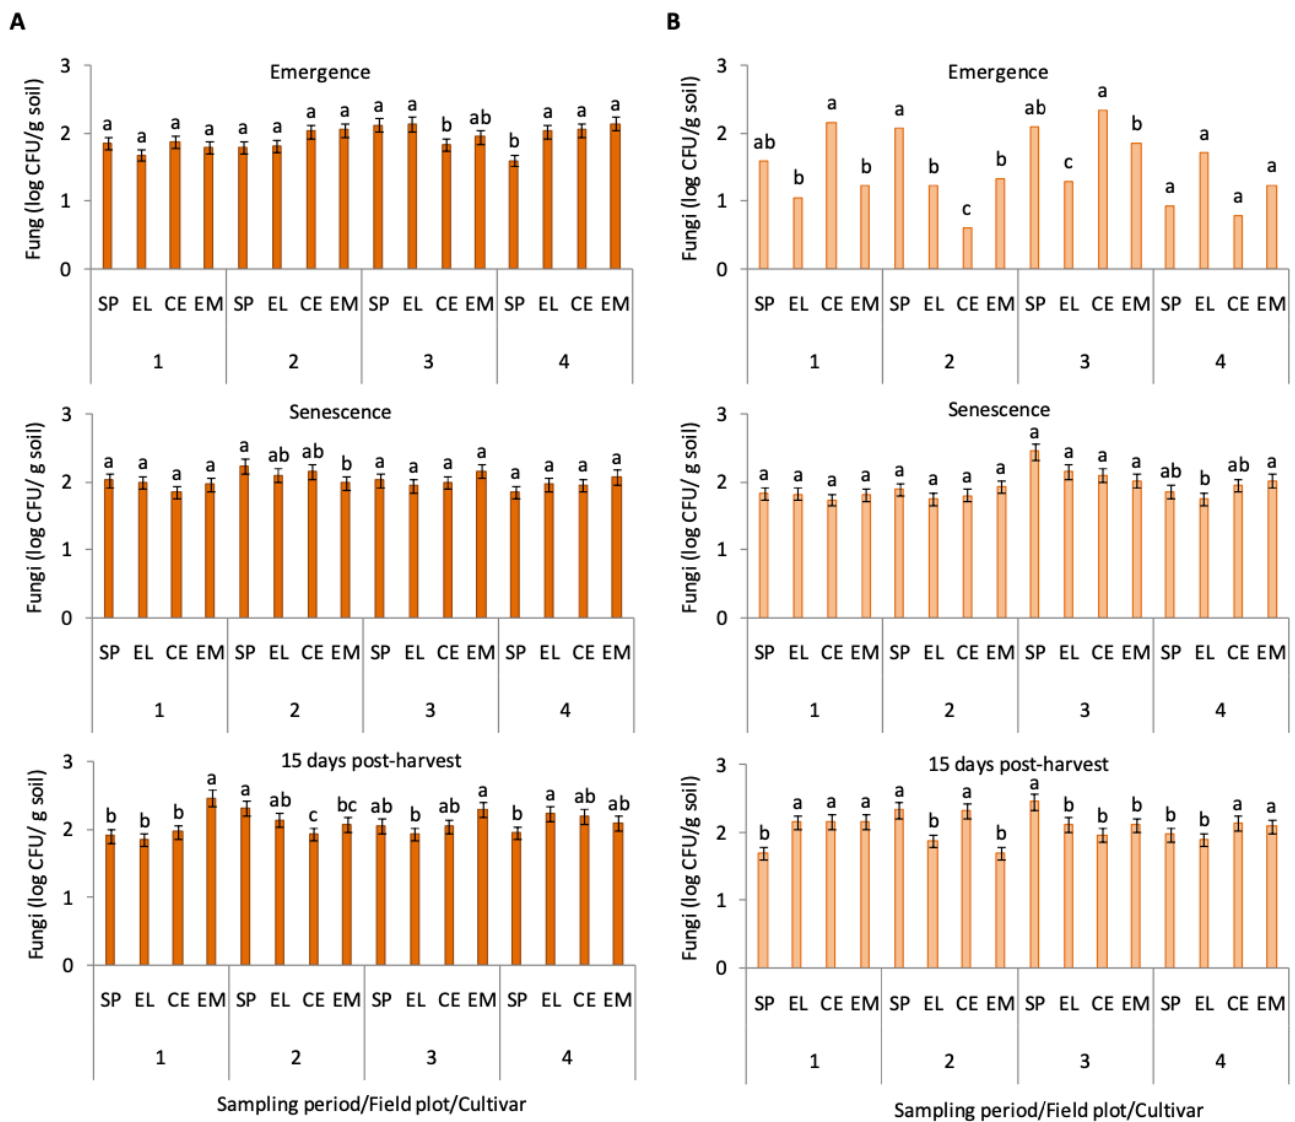 A
Emergence
Fung (log CFU/g soil)
3
2
1
0
a a a a a a a a a a b ab b a a a
SP EL CE EM SP EL CE EM SP EL CE EM SP EL CE EM
1 2 3 4
Senescence
Fungi (log CFU/ g soil)
3
2
1
0
a a a a a ab ab b a a a a a a a a
SP EL CE EM SP EL CE EM SP EL CE EM SP EL CE EM
1 2 3 4
15 days post-harvest
Fungi (log CFU/ g soil)
3
2
1
0
b b b a a ab c bc ab b ab a b a ab ab
SP EL CE EM SP EL CE EM SP EL CE EM SP EL CE EM
1 2 3 4
Sampling period/Field plot/Cultivar
B
Emergence
Fungi (log CFU/g soil)
3
2
1
0
ab b a b a b c b ab c a b a a a a
SP EL CE EM SP EL CE EM SP EL CE EM SP EL CE EM
1 2 3 4
Senescence
Fungi (log CFU/ g soil)
3
2
1
0
a a a a a a a a a a a a ab b ab a
SP EL CE EM SP EL CE EM SP EL CE EM SP EL CE EM
1 2 3 4
15 days post-harvest
Fungi (log CFU/g soil)
3
2
1
0
b a a a a b a b a b b b b b a a
SP EL CE EM SP EL CE EM SP EL CE EM SP EL CE EM
1 2 3 4
Sampling period/Field plot/Cultivar